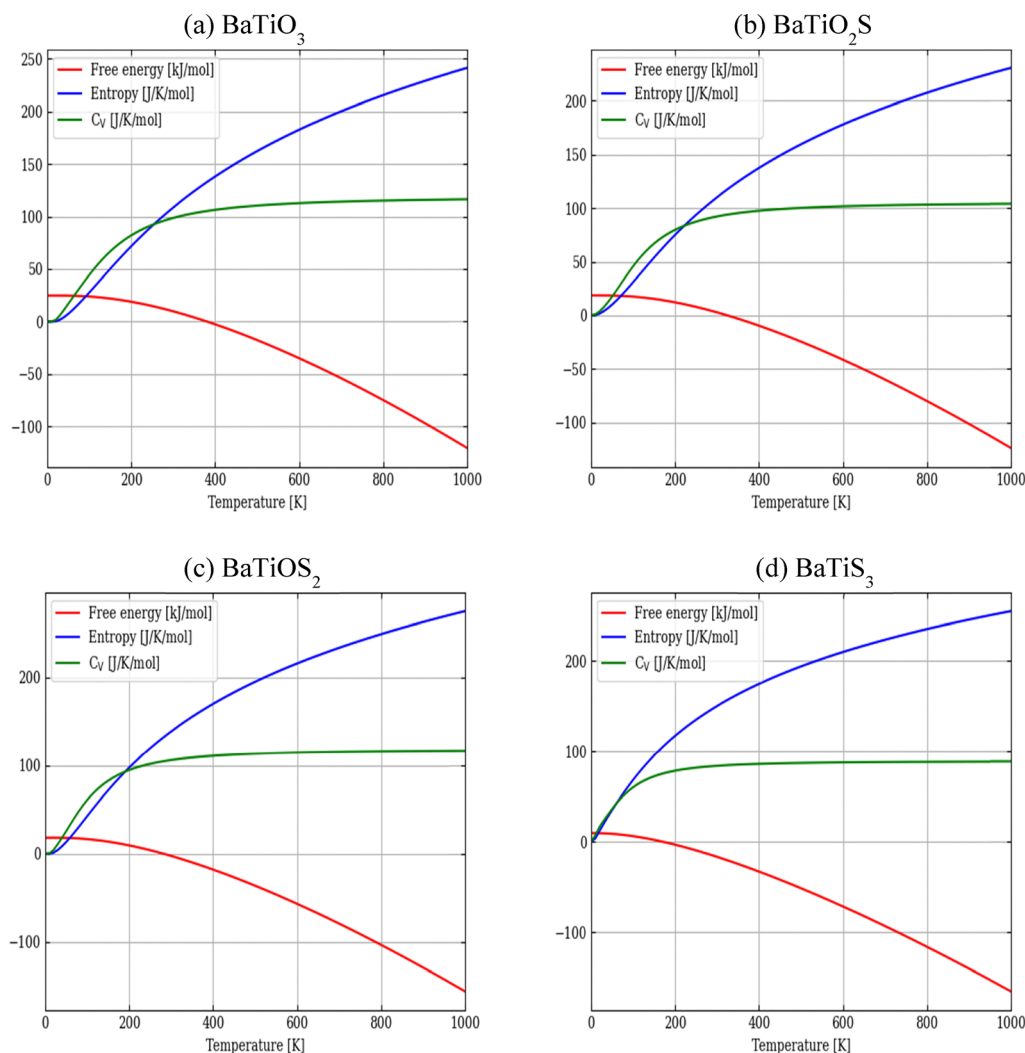 (a) BaTiO3
Free energy [kJ/mol]
Entropy [J/K/mol]
CV [J/K/mol]
250
200
150
100
50
0
−50
−100
0 200 400 600 800 1000
Temperature [K]
(b) BaTiO2S
Free energy [kJ/mol]
Entropy [J/K/mol]
CV [J/K/mol]
200
150
100
50
0
−50
−100
0 200 400 600 800 1000
Temperature [K]
(c) BaTiOS2
Free energy [kJ/mol]
Entropy [J/K/mol]
CV [J/K/mol]
200
100
0
−100
0 200 400 600 800 1000
Temperature [K]
(d) BaTiS3
Free energy [kJ/mol]
Entropy [J/K/mol]
CV [J/K/mol]
200
100
0
−100
0 200 400 600 800 1000
Temperature [K]